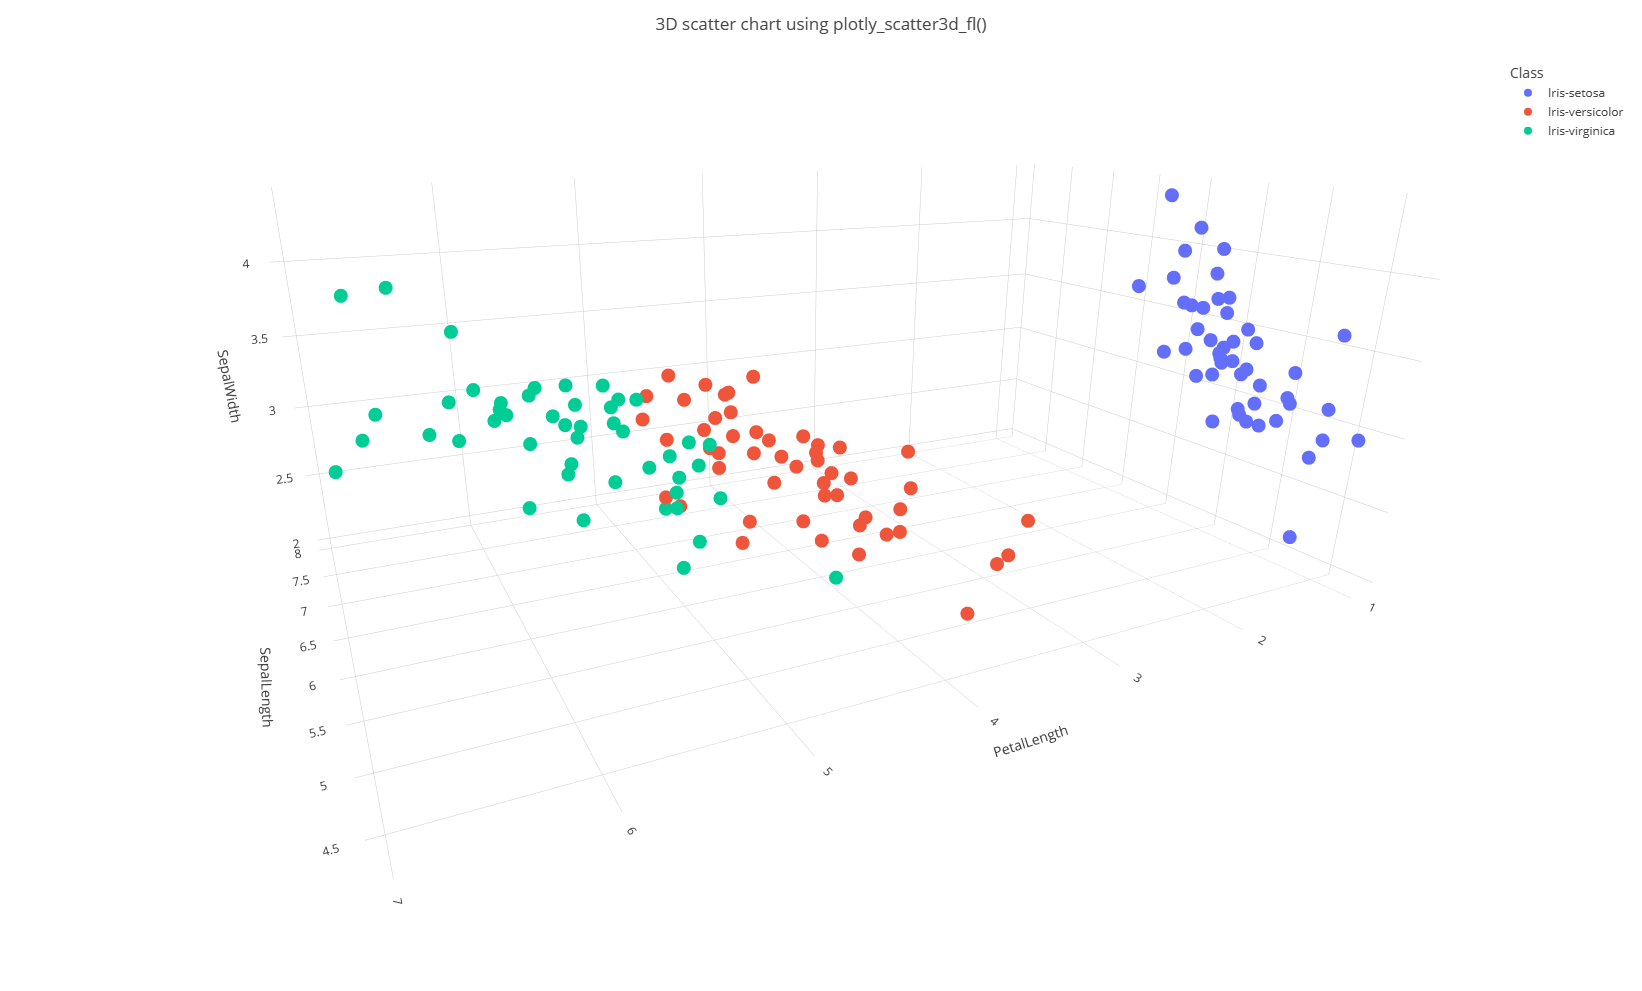 3D scatter chart using plotly_scatter3d_fl()
Class
Iris-setosa
Iris-versicolor
Iris-virginica
4
3.5
3
2.5
2
SepalWidth
8
7.5
7
6.5
6
5.5
5
4.5
SepalLength
1
2
3
4
5
6
7
PetalLength